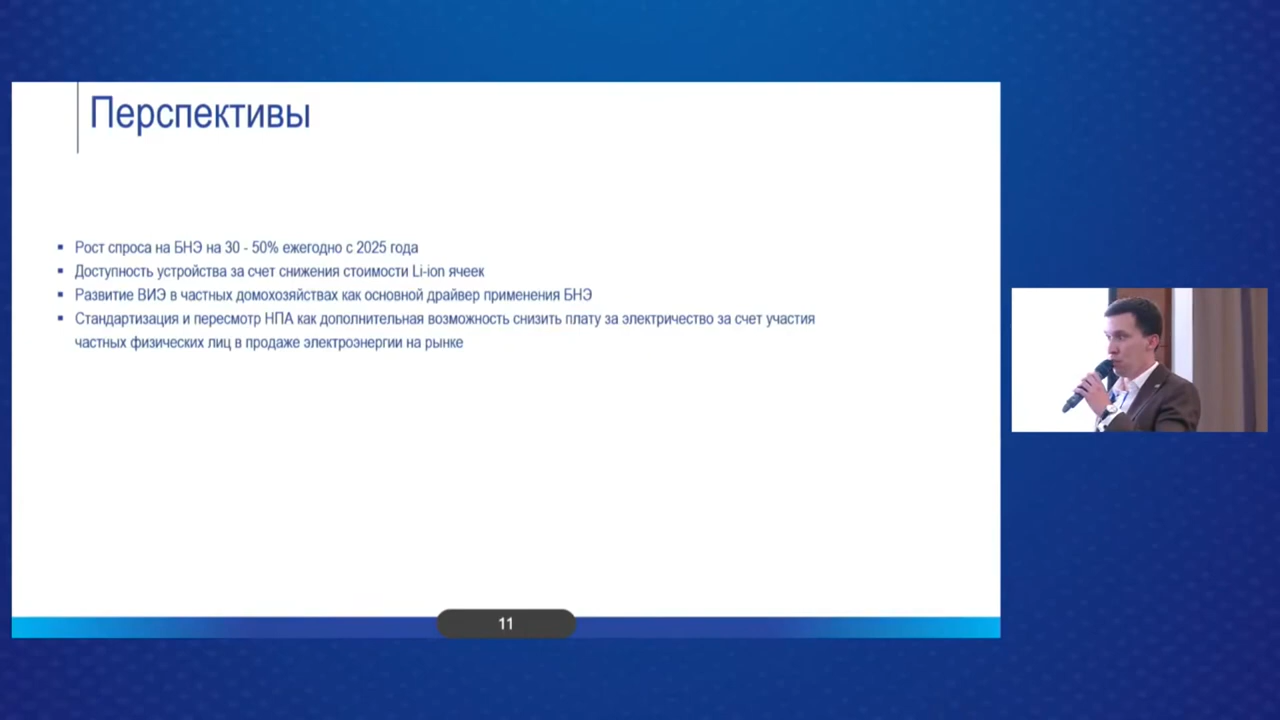 Перспективы
▪ Рост спроса на БНЭ на 30 - 50% ежегодно с 2025 года
▪ Доступность устройства за счет снижения стоимости Li-ion ячеек
▪ Развитие ВИЭ в частных домохозяйствах как основной драйвер применения БНЭ
▪ Стандартизация и пересмотр НПА как дополнительная возможность снизить плату за электричество за счет участия
частных физических лиц в продаже электроэнергии на рынке
11